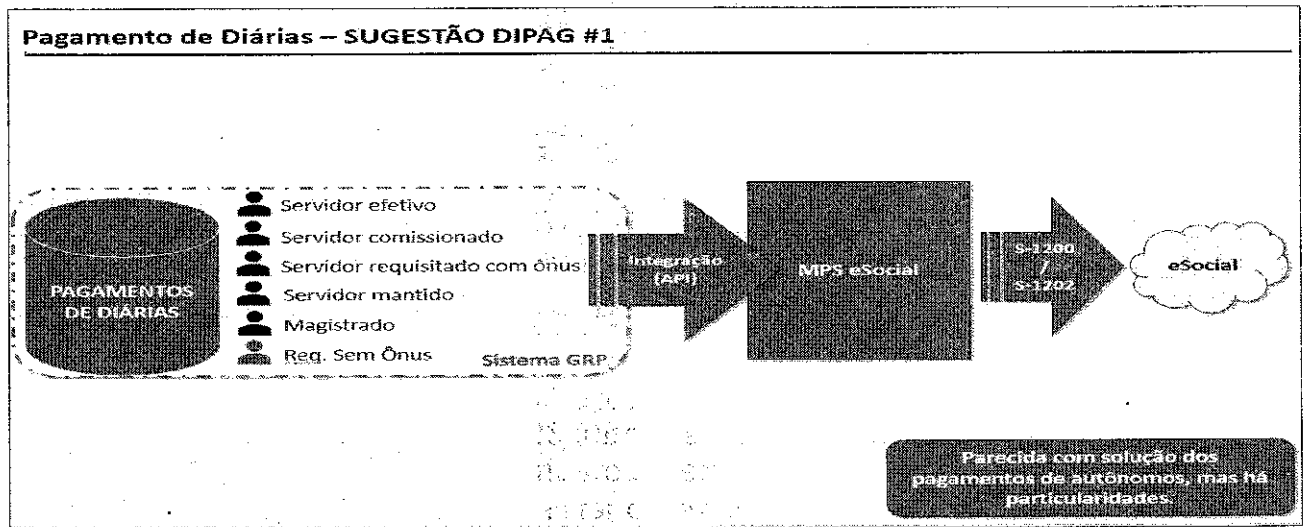 Pagamento de Diárias – SUGESTÃO DIPAG #1
PAGAMENTOS
DE DIÁRIAS
Servidor efetivo
Servidor comissionado
Servidor requisitado com ônus
Servidor mantido
Magistrado
Req. Sem Ônus
Sistema GRP
Integração
(API)
MPS eSocial
S-1200
/
S-1202
eSocial
Parecida com solução dos
pagamentos de autônomos, mas há
particularidades.